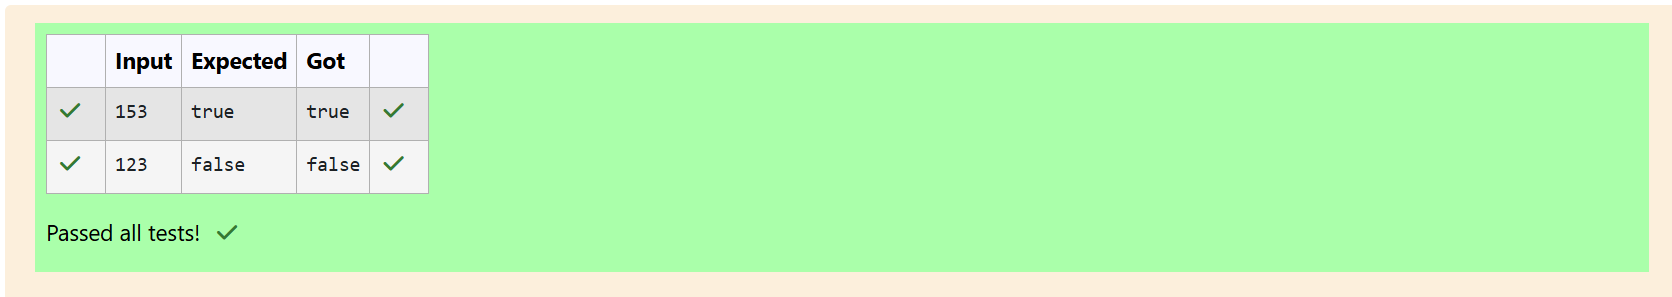 Input Expected Got
153 true true
123 false false
Passed all tests!